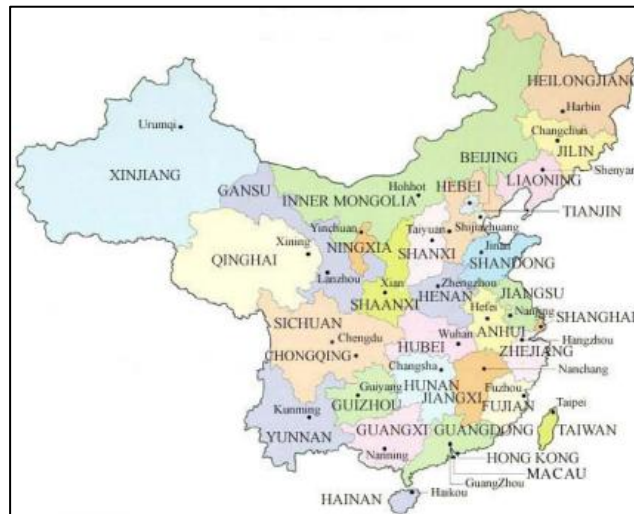 HEILONGJIANG
Harbin
Urumqi
Changchun
JILIN
BEIJING
XINJIANG
LIAONING
Shenyan
GANSU
INNER MONGOLIA
Hohhot
HEBEI
TIANJIN
Yinchuan
Taiyuan
Shijiazhuang
Xining
NINGXIA
SHANXI
Jinan
QINGHAI
SHANDONG
Lanzhou
Xian
Zhengzhou
SHAANXI
HENAN
JIANGSU
Hefei
Nanking
SICHUAN
SHANGHAI
ANHUI
Chengdu
HUBEI
Wuhan
Hangzhou
CHONGQING
ZHEJIANG
Changsha
Nanchang
Guiyang
HUNAN
Fuzhou
GUIZHOU
JIANGXI
FUJIAN
Taipei
Kunming
GUANGXI
GUANGDONG
TAIWAN
YUNNAN
Nanning
HONG KONG
MACAU
GuangZhou
HAINAN
Haikou